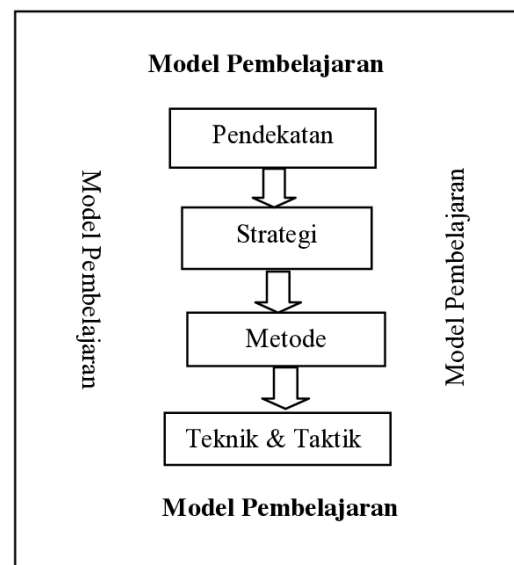 Model Pembelajaran
Pendekatan
Model Pembelajaran
Model Pembelajaran
Strategi
Metode
Teknik & Taktik
Model Pembelajaran